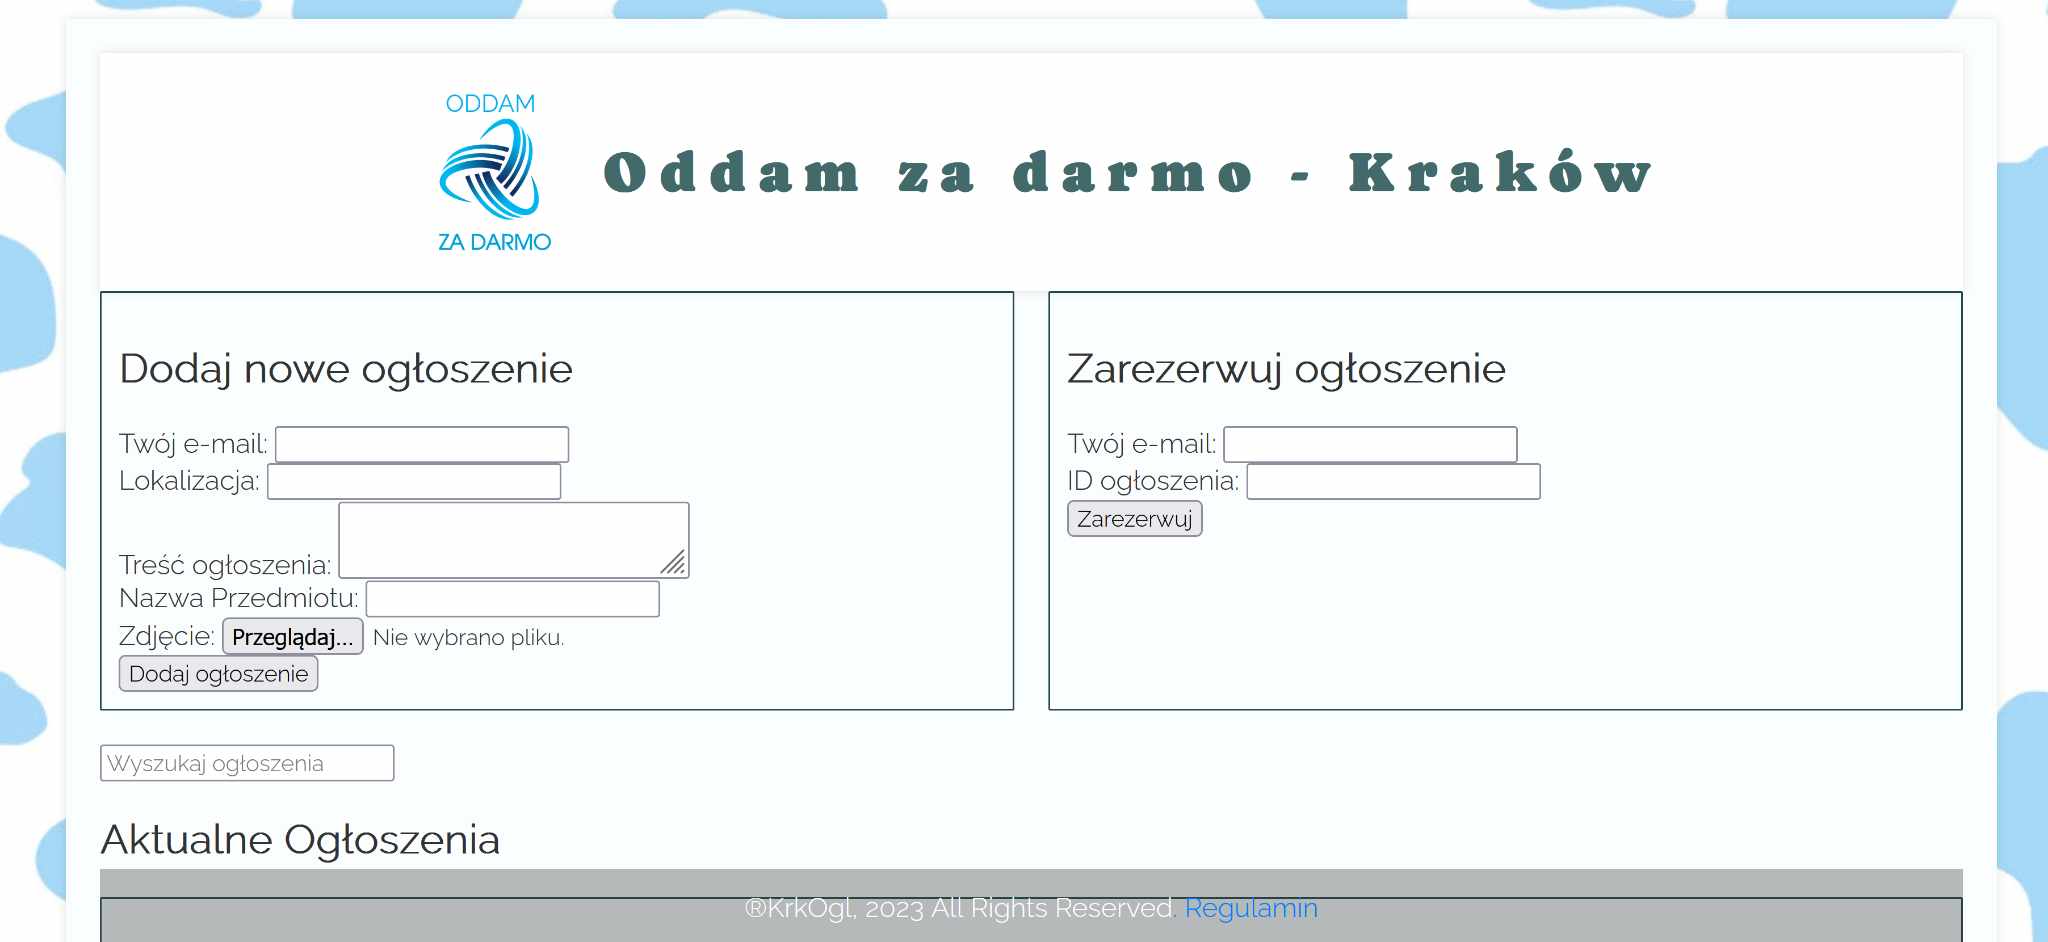 ODDAM
ZA DARMO
Oddam za darmo - Kraków
Dodaj nowe ogłoszenie
Twój e-mail:
Lokalizacja:
Treść ogłoszenia:
Nazwa Przedmiotu:
Zdjęcie: Przeglądaj... Nie wybrano pliku.
Dodaj ogłoszenie
Zarezerwuj ogłoszenie
Twój e-mail:
ID ogłoszenia:
Zarezerwuj
Wyszukaj ogłoszenia
Aktualne Ogłoszenia
®KrkOgl, 2023 All Rights Reserved. Regulamin